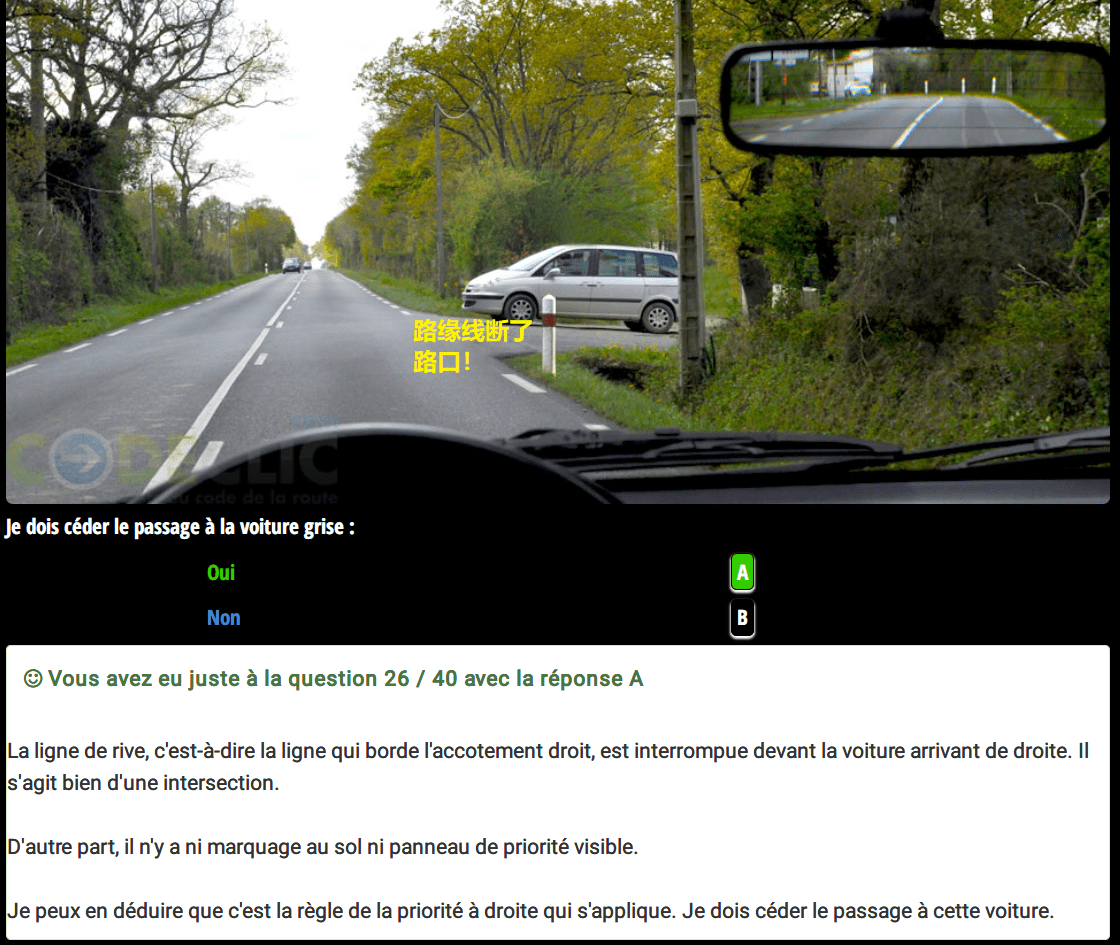 路缘线断了
路口！
CODECLIC
du code de la route
Je dois céder le passage à la voiture grise :
Oui
A
Non
B
Vous avez eu juste à la question 26 / 40 avec la réponse A
La ligne de rive, c'est-à-dire la ligne qui borde l'accotement droit, est interrompue devant la voiture arrivant de droite. Il
s'agit bien d'une intersection.
D'autre part, il n'y a ni marquage au sol ni panneau de priorité visible.
Je peux en déduire que c'est la règle de la priorité à droite qui s'applique. Je dois céder le passage à cette voiture.